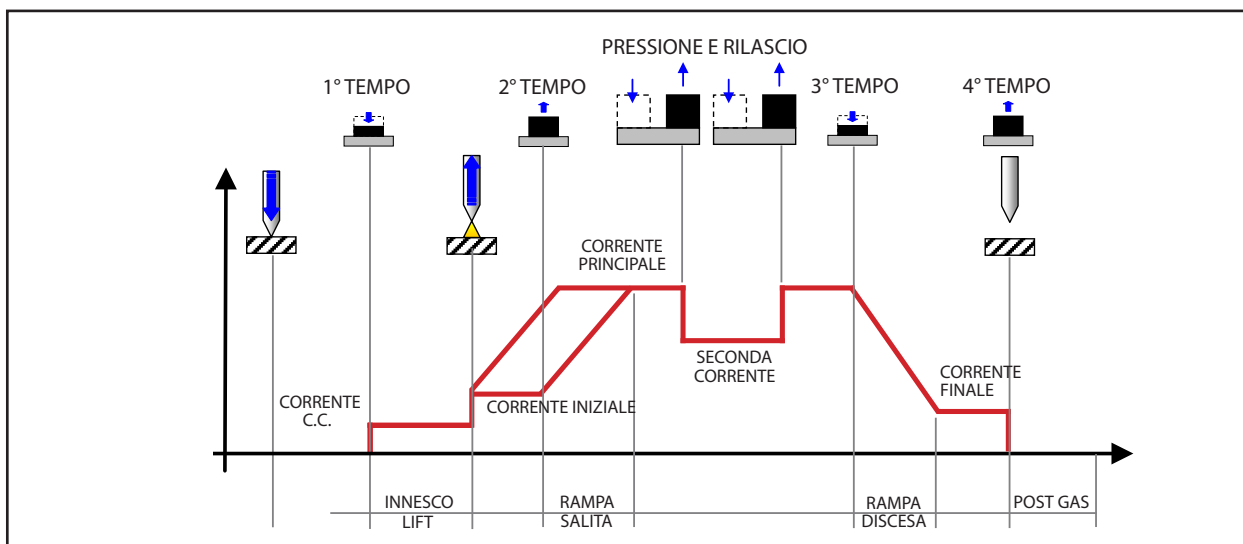 PRESSIONE E RILASCIO
1° TEMPO
2° TEMPO
3° TEMPO
4° TEMPO
CORRENTE
PRINCIPALE
SECONDA
CORRENTE
CORRENTE
FINALE
CORRENTE
C.C.
CORRENTE INIZIALE
INNESCO
LIFT
RAMPA
SALITA
RAMPA
DISCESA
POST GAS